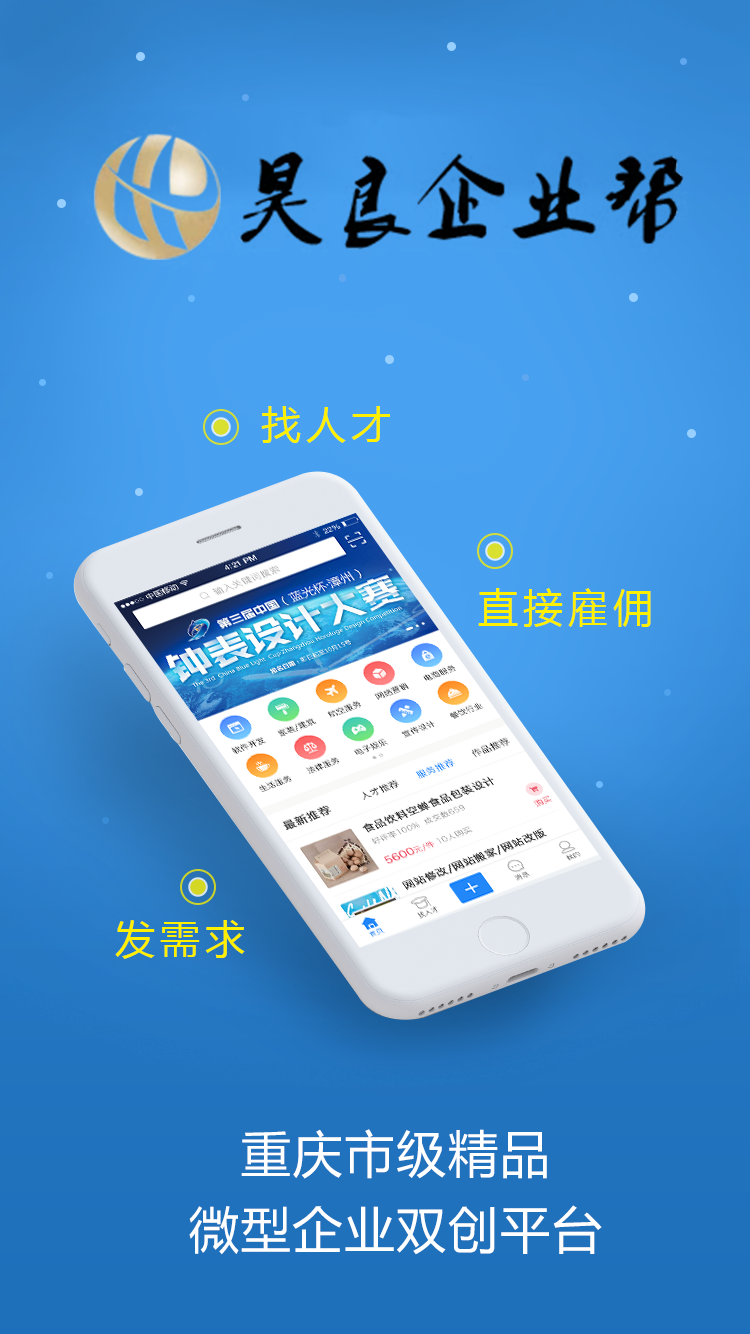 昊良企业帮
找人才
直接雇佣
中国移动
4:21 PM
22%
输入关键词搜索
第三届中国（蓝光杯·漳州）
钟表设计大赛
The 3rd China Blue Light Cup·Zhangzhou Horologe Design Competition
软件开发
家装/建筑
航空服务
网络营销
电商服务
生活服务
法律服务
电子娱乐
宣传设计
餐饮行业
最新推荐
人才推荐
服务推荐
作品推荐
食品饮料空蝉食品包装设计
好评率100% 成交数659
5600元/件 10人购买
购买
网站修改/网站搬家/网站改版
首页
找人才
消息
我的
发需求
重庆市级精品
微型企业双创平台